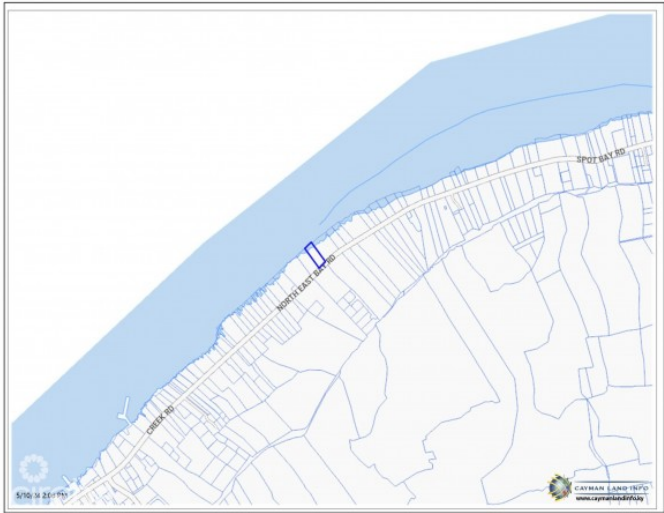 SPOT BAY RD
NORTH EAST BAY RD
CREEK RD
CAYMAN LAND INFO
www.caymanlandinfo.ky